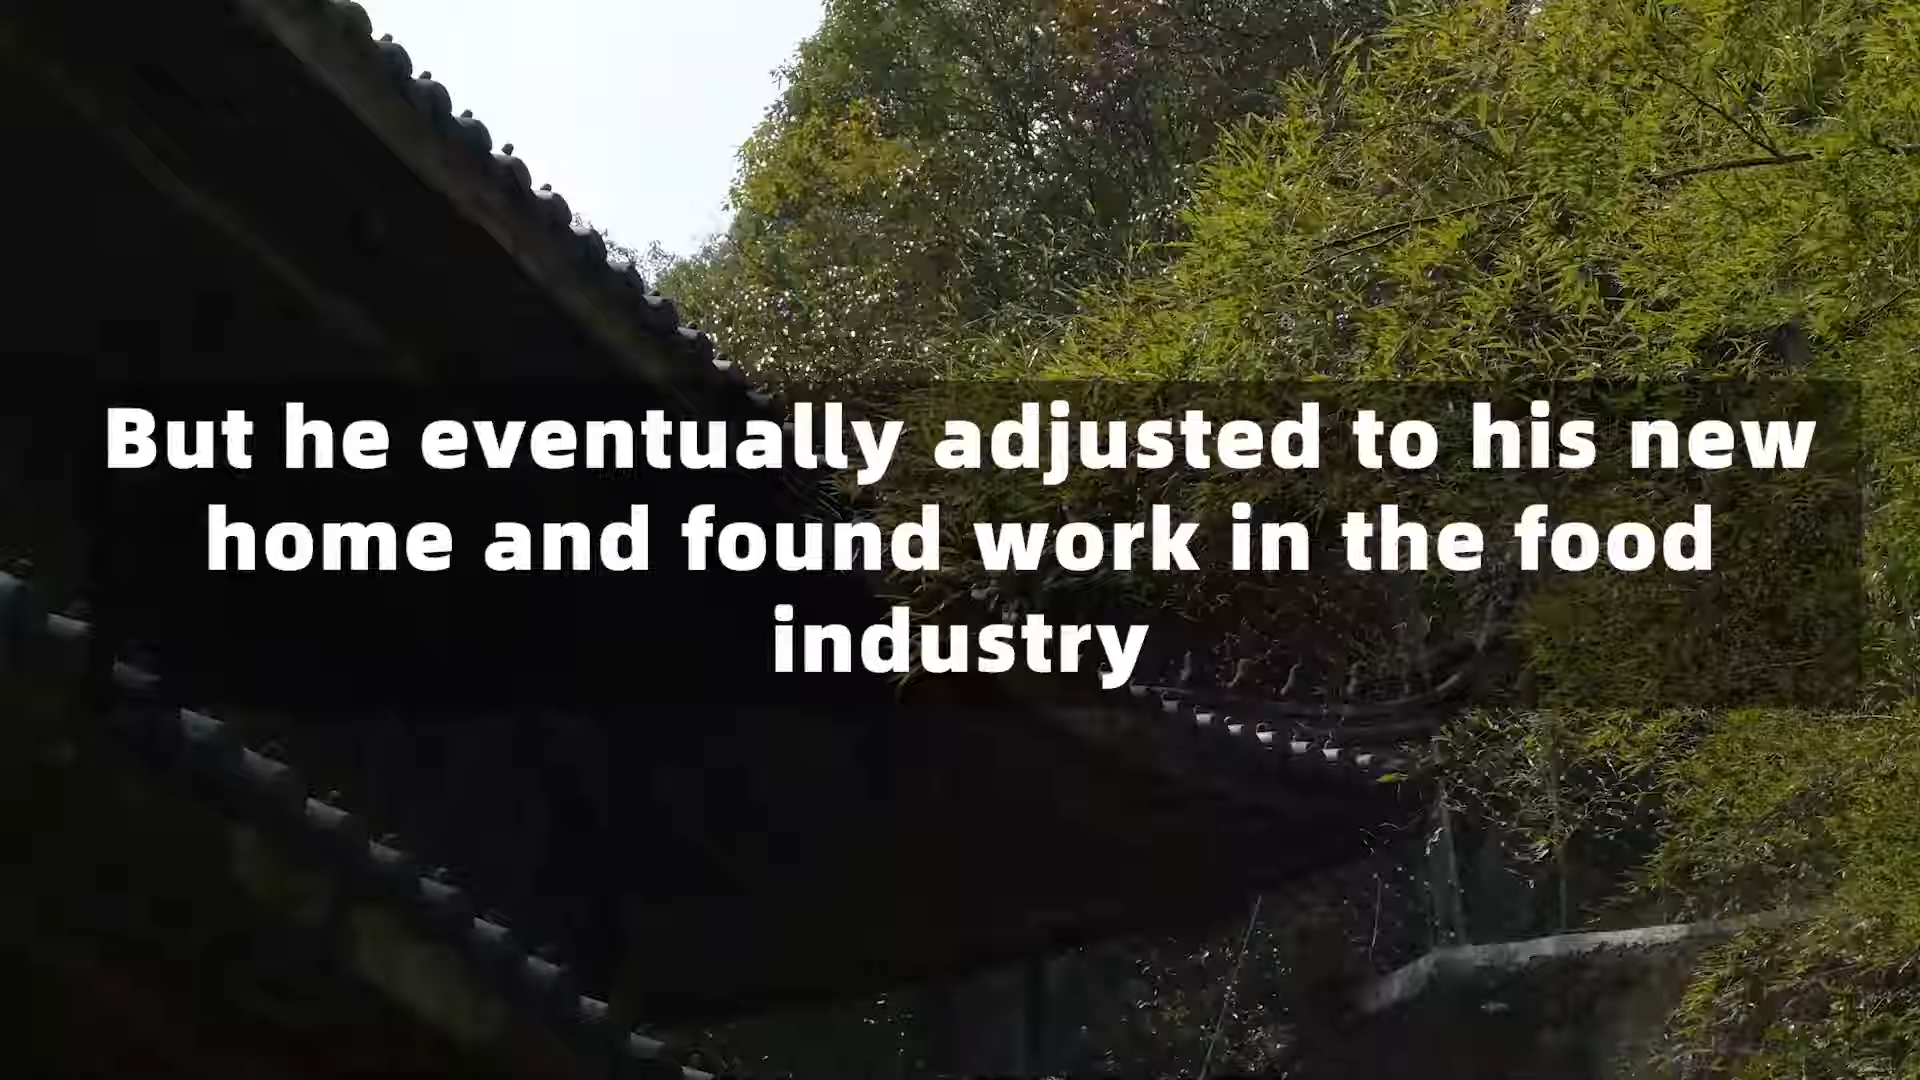 But he eventually adjusted to his new
home and found work in the food
industry